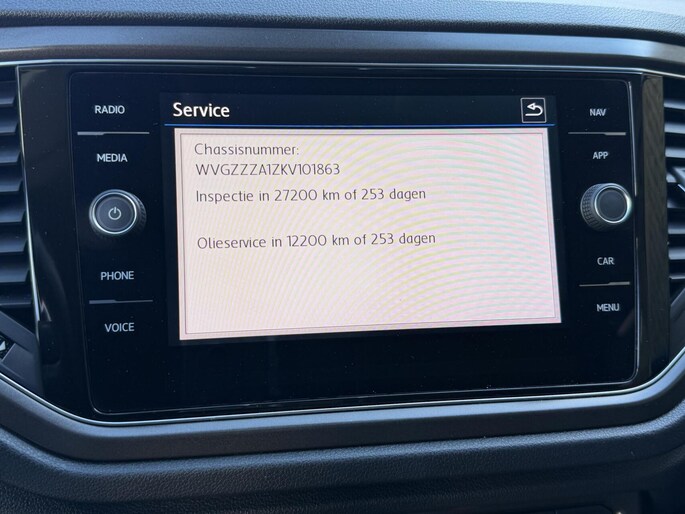 Service
Chassisnummer:
WVGZZZA1ZKV101863
Inspectie in 27200 km of 253 dagen
Olieservice in 12200 km of 253 dagen
RADIO
MEDIA
PHONE
VOICE
NAV
APP
CAR
MENU